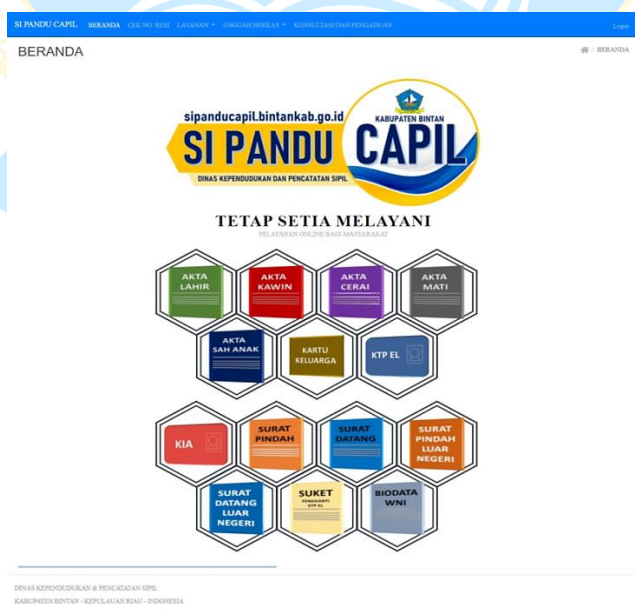 SI PANDU CAPIL BERANDA CEK NO RESI LAYANAN UNGGAH BERKAS KONSULTASI DAN PENGADUAN Login
BERANDA
/ BERANDA
sipanducapil.bintankab.go.id
KABUPATEN BINTAN
SI PANDU CAPIL
DINAS KEPENDUDUKAN DAN PENCATATAN SIPIL
TETAP SETIA MELAYANI
PELAYANAN ONLINE BAGI MASYARAKAT
AKTA LAHIR
AKTA KAWIN
AKTA CERAI
AKTA MATI
AKTA SAH ANAK
KARTU KELUARGA
KTP EL
KIA
SURAT PINDAH
SURAT DATANG
SURAT PINDAH LUAR NEGERI
SURAT DATANG LUAR NEGERI
SUKET PENGGANTI KTP EL
BIODATA WNI
DINAS KEPENDUDUKAN & PENCATATAN SIPIL
KABUPATEN BINTAN - KEPULAUAN RIAU - INDONESIA